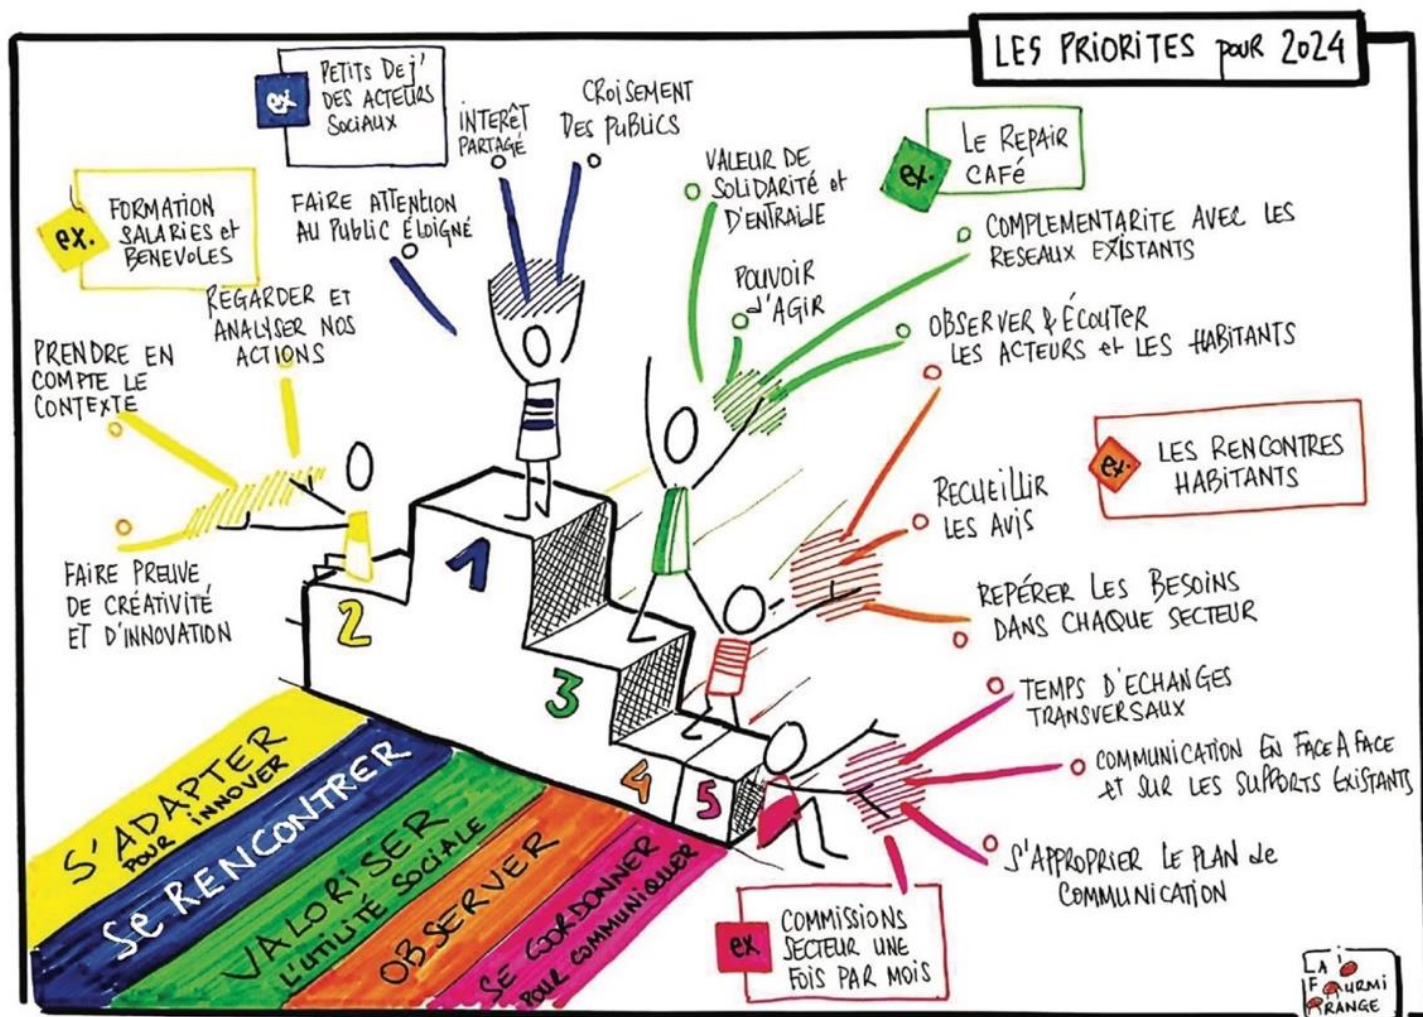 LES PRIORITES pour 2024
ex
PETITS DEJ'
DES ACTEURS
SOCIAUX
INTERÊT
PARTAGÉ
CROISEMENT
DES PUBLICS
FAIRE ATTENTION
AU PUBLIC ÉLOIGNÉ
ex.
FORMATION
SALARIES et
BENEVOLES
REGARDER ET
ANALYSER NOS
ACTIONS
PRENDRE EN
COMPTE LE
CONTEXTE
FAIRE PREUVE
DE CRÉATIVITÉ
ET D'INNOVATION
VALEUR DE
SOLIDARITÉ et
D'ENTRAIDE
POUVOIR
d'AGIR
ex.
LE REPAIR
CAFÉ
COMPLEMENTARITE AVEC LES
RESEAUX EXISTANTS
OBSERVER & ÉCOUTER
LES ACTEURS et LES HABITANTS
ex.
LES RENCONTRES
HABITANTS
RECUEILLIR
LES AVIS
REPÉRER LES BESOINS
DANS CHAQUE SECTEUR
TEMPS D'ECHANGES
TRANSVERSAUX
COMMUNICATION EN FACE A FACE
et SUR LES SUPPORTS EXISTANTS
S'APPROPRIER LE PLAN de
COMMUNICATION
ex
COMMISSIONS
SECTEUR UNE
FOIS PAR MOIS
1
2
3
4
5
S'ADAPTER
POUR INNOVER
SE RENCONTRER
VALORISER
L'UTILITÉ SOCIALE
OBSERVER
SE COORDONNER
POUR COMMUNIQUER
LA
FOURMI
ORANGE